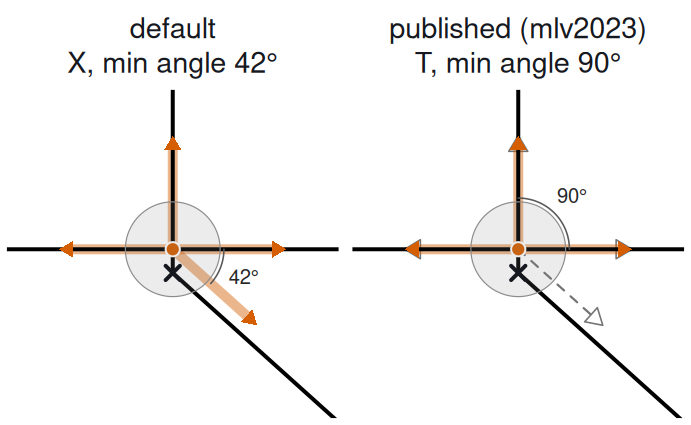 default
X, min angle 42°
published (mlv2023)
T, min angle 90°
42°
90°